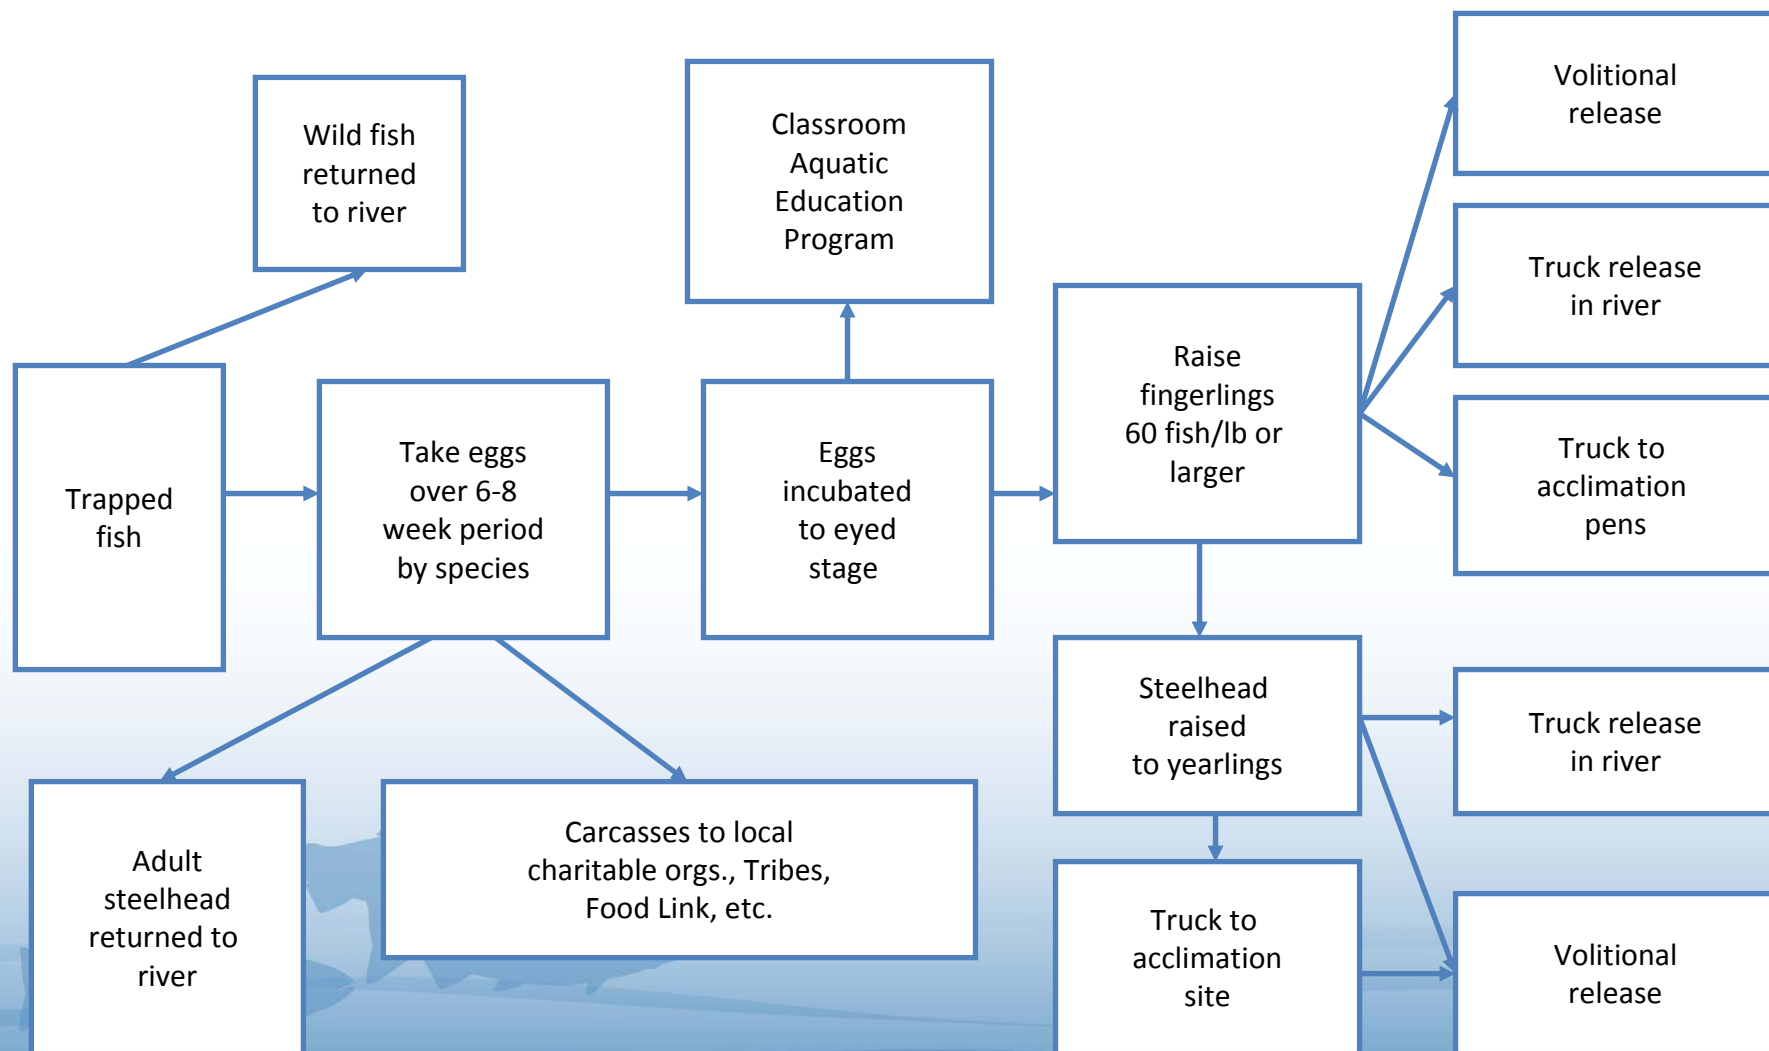 Wild fish
returned
to river
Classroom
Aquatic
Education
Program
Volitional
release
Truck release
in river
Trapped
fish
Take eggs
over 6-8
week period
by species
Eggs
incubated
to eyed
stage
Raise
fingerlings
60 fish/lb or
larger
Truck to
acclimation
pens
Steelhead
raised
to yearlings
Truck release
in river
Adult
steelhead
returned to
river
Carcasses to local
charitable orgs., Tribes,
Food Link, etc.
Truck to
acclimation
site
Volitional
release